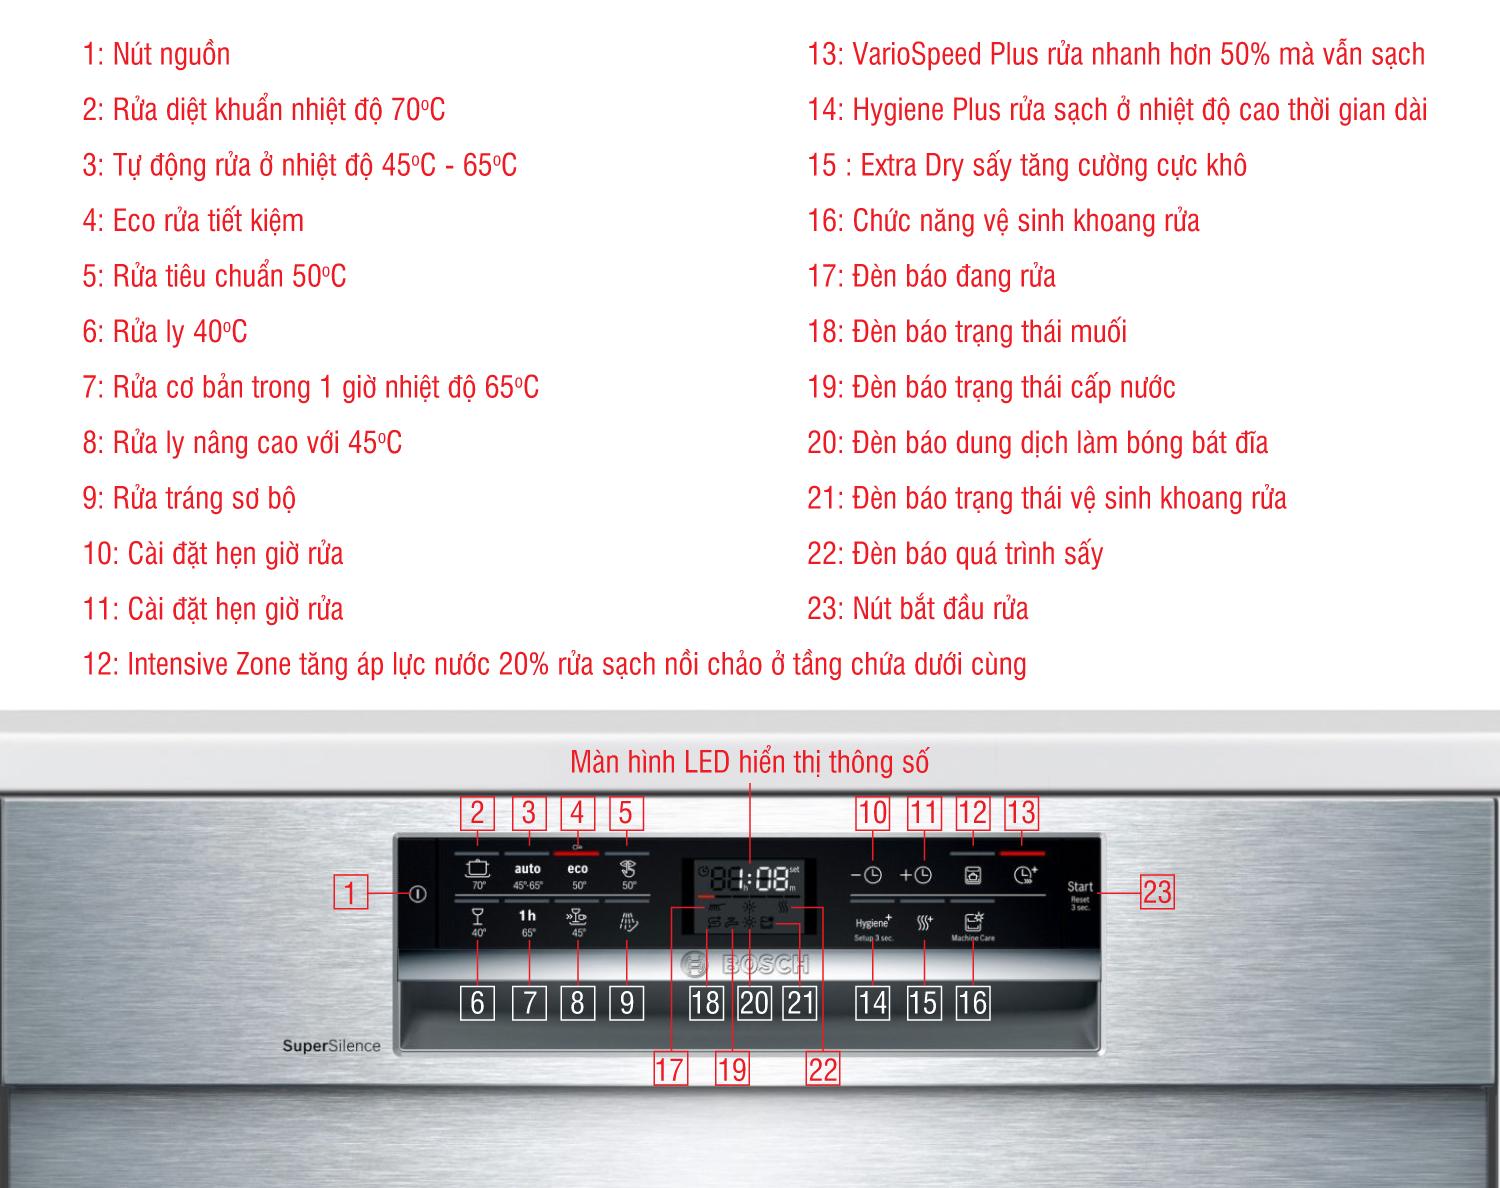 1: Nút nguồn
2: Rửa diệt khuẩn nhiệt độ 70ºC
3: Tự động rửa ở nhiệt độ 45ºC - 65ºC
4: Eco rửa tiết kiệm
5: Rửa tiêu chuẩn 50ºC
6: Rửa ly 40ºC
7: Rửa cơ bản trong 1 giờ nhiệt độ 65ºC
8: Rửa ly nâng cao với 45ºC
9: Rửa tráng sơ bộ
10: Cài đặt hẹn giờ rửa
11: Cài đặt hẹn giờ rửa
12: Intensive Zone tăng áp lực nước 20% rửa sạch nồi chảo ở tầng chứa dưới cùng
13: VarioSpeed Plus rửa nhanh hơn 50% mà vẫn sạch
14: Hygiene Plus rửa sạch ở nhiệt độ cao thời gian dài
15 : Extra Dry sấy tăng cường cực khô
16: Chức năng vệ sinh khoang rửa
17: Đèn báo đang rửa
18: Đèn báo trạng thái muối
19: Đèn báo trạng thái cấp nước
20: Đèn báo dung dịch làm bóng bát đĩa
21: Đèn báo trạng thái vệ sinh khoang rửa
22: Đèn báo quá trình sấy
23: Nút bắt đầu rửa
Màn hình LED hiển thị thông số
2 3 4 5 10 11 12 13
auto eco
70° 45°-65° 50° 50°
1:08 set
h m
- +
1 23
Start
Reset
3 sec.
1h
40° 65° 45°
Hygiene+
Setup 3 sec.
Machine Care
BOSCH
6 7 8 9 18 20 21 14 15 16
SuperSilence
17 19 22